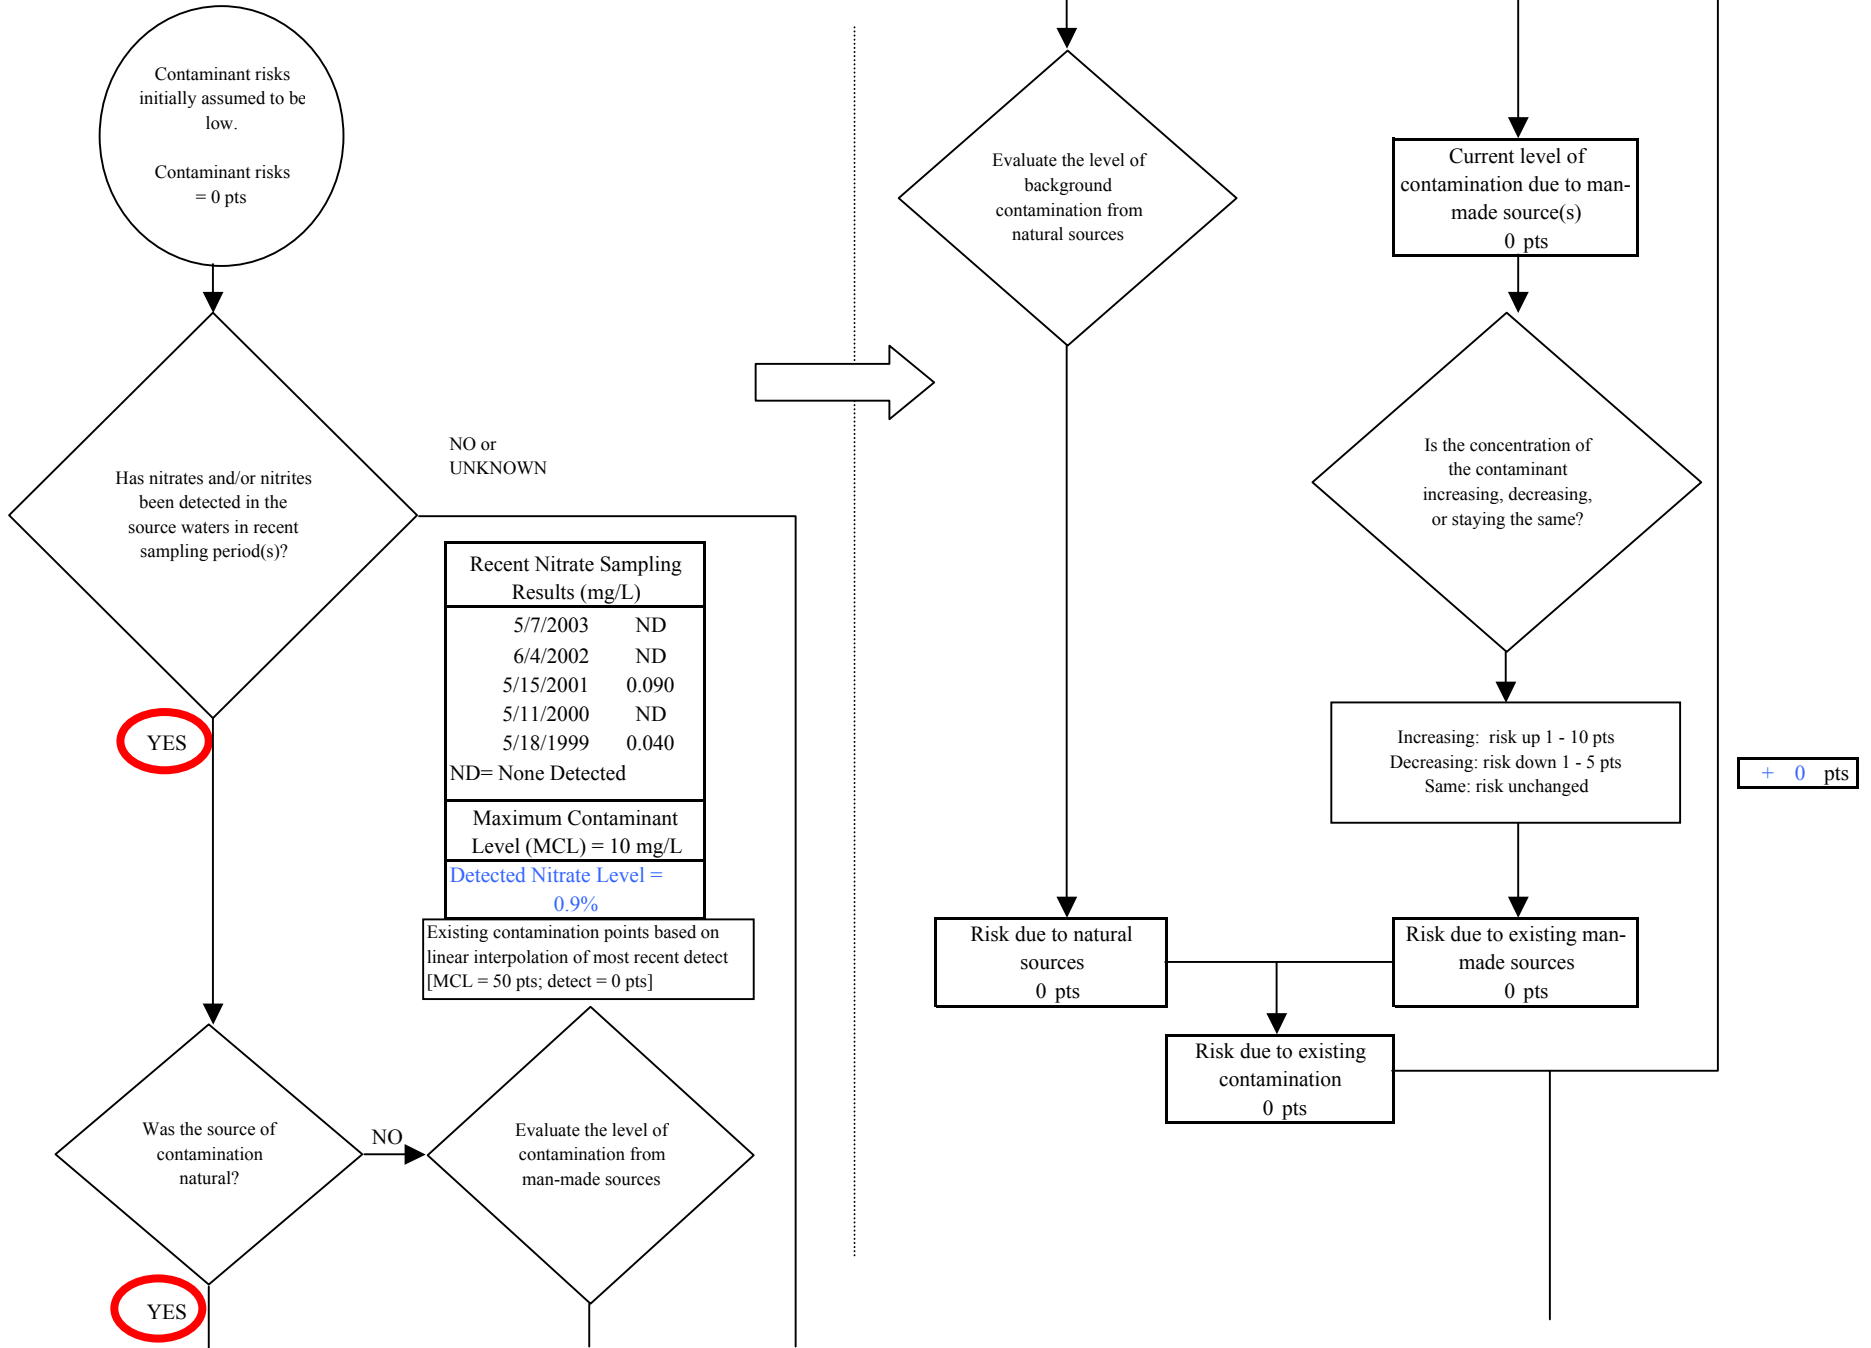 Contaminant risks
initially assumed to be
low.
Contaminant risks
= 0 pts
Has nitrates and/or nitrites
been detected in the
source waters in recent
sampling period(s)?
NO or
UNKNOWN
YES
Recent Nitrate Sampling
Results (mg/L)
5/7/2003 ND
6/4/2002 ND
5/15/2001 0.090
5/11/2000 ND
5/18/1999 0.040
ND= None Detected
Maximum Contaminant
Level (MCL) = 10 mg/L
Detected Nitrate Level =
0.9%
Existing contamination points based on
linear interpolation of most recent detect
[MCL = 50 pts; detect = 0 pts]
Was the source of
contamination
natural?
NO
Evaluate the level of
contamination from
man-made sources
YES
Evaluate the level of
background
contamination from
natural sources
Current level of
contamination due to man-
made source(s)
0 pts
Is the concentration of
the contaminant
increasing, decreasing,
or staying the same?
Increasing: risk up 1 - 10 pts
Decreasing: risk down 1 - 5 pts
Same: risk unchanged
+ 0 pts
Risk due to natural
sources
0 pts
Risk due to existing man-
made sources
0 pts
Risk due to existing
contamination
0 pts